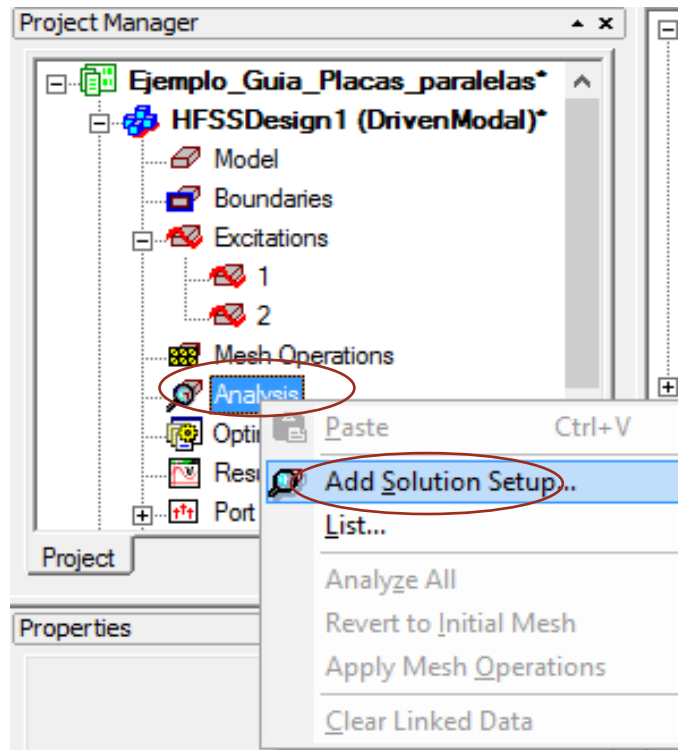 Project Manager
Ejemplo_Guia_Placas_paralelas*
HFSSDesign1 (DrivenModal)*
Model
Boundaries
Excitations
1
2
Mesh Operations
Analysis
Paste Ctrl+V
Add Solution Setup...
List...
Port
Project
Analyze All
Properties
Revert to Initial Mesh
Apply Mesh Operations
Clear Linked Data